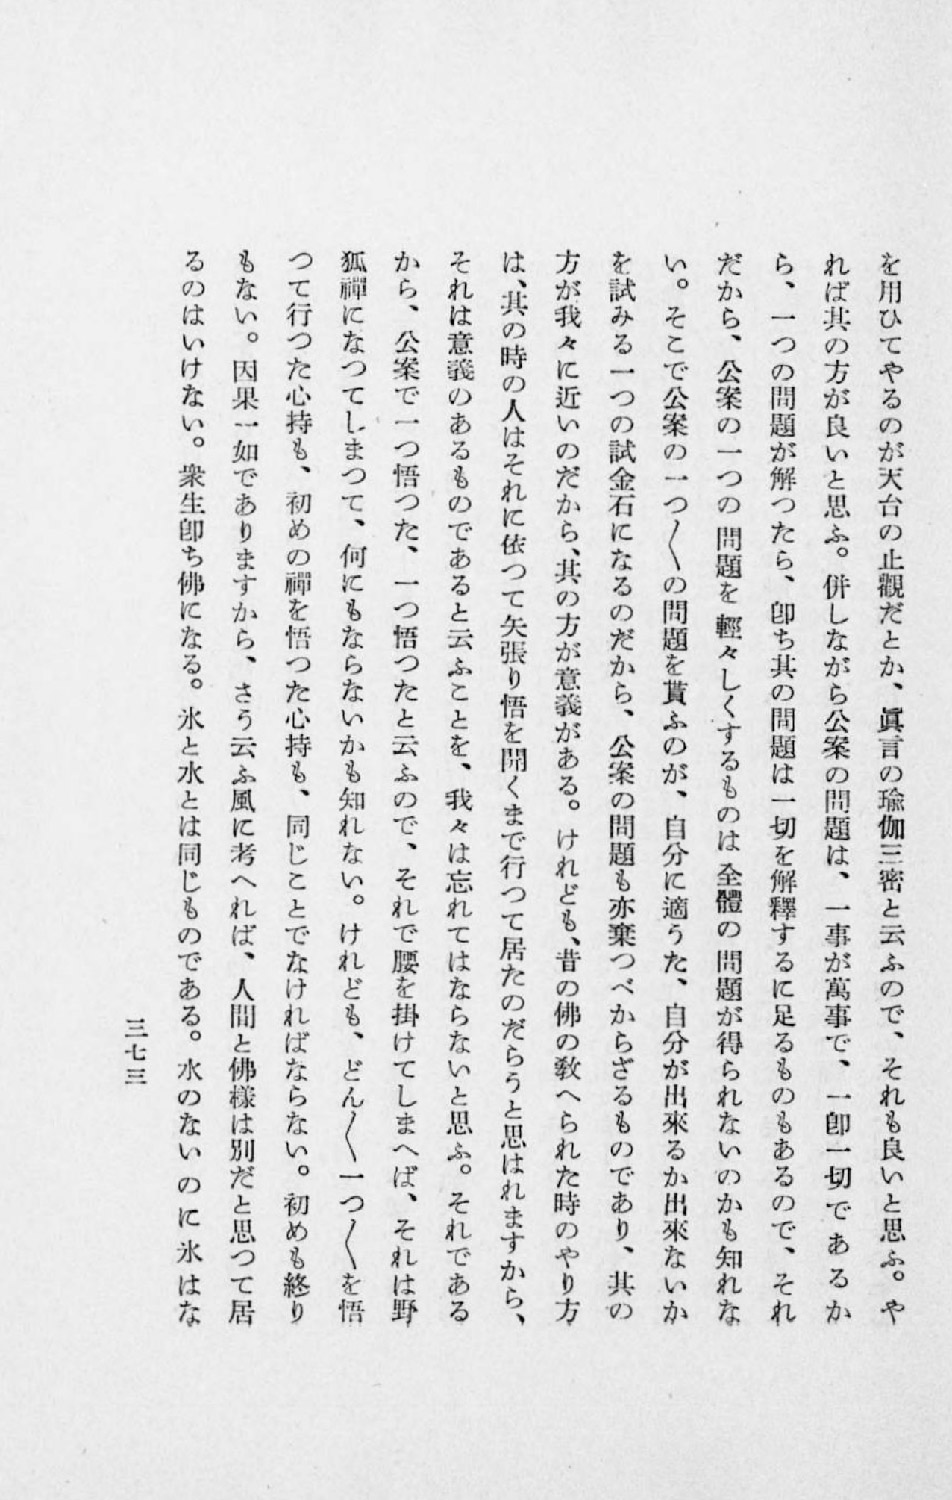 を用ひてやるのが天台の止觀だとか、眞言の瑜伽三密と云ふので、それも良いと思ふ。や
れば其の方が良いと思ふ。併しながら公案の問題は、一事が萬事で、一卽一切であるか
ら、一つの問題が解つたら、卽ち其の問題は一切を解釋するに足るものもあるので、それ
だから、公案の一つの問題を輕々しくするものは全體の問題が得られないのかも知れな
い。そこで公案の一つ〳〵の問題を貰ふのが、自分に適うた、自分が出來るか出來ないか
を試みる一つの試金石になるのだから、公案の問題も亦棄つべからざるものであり、其の
方が我々に近いのだから、其の方が意義がある。けれども、昔の佛の敎へられた時のやり方
は、其の時の人はそれに依つて矢張り悟を開くまで行つて居たのだらうと思はれますから、
それは意義のあるものであると云ふことを、我々は忘れてはならないと思ふ。それである
から、公案で一つ悟つた、一つ悟つたと云ふので、それで腰を掛けてしまへば、それは野
狐禪になつてしまつて、何にもならないかも知れない。けれども、どん〳〵一つ〳〵を悟
つて行つた心持も、初めの禪を悟つた心持も、同じことでなければならない。初めも終り
もない。因果一如でありますから、さう云ふ風に考へれば、人間と佛樣は別だと思つて居
るのはいけない。衆生卽ち佛になる。氷と水とは同じものである。水のないのに氷はな
三七三